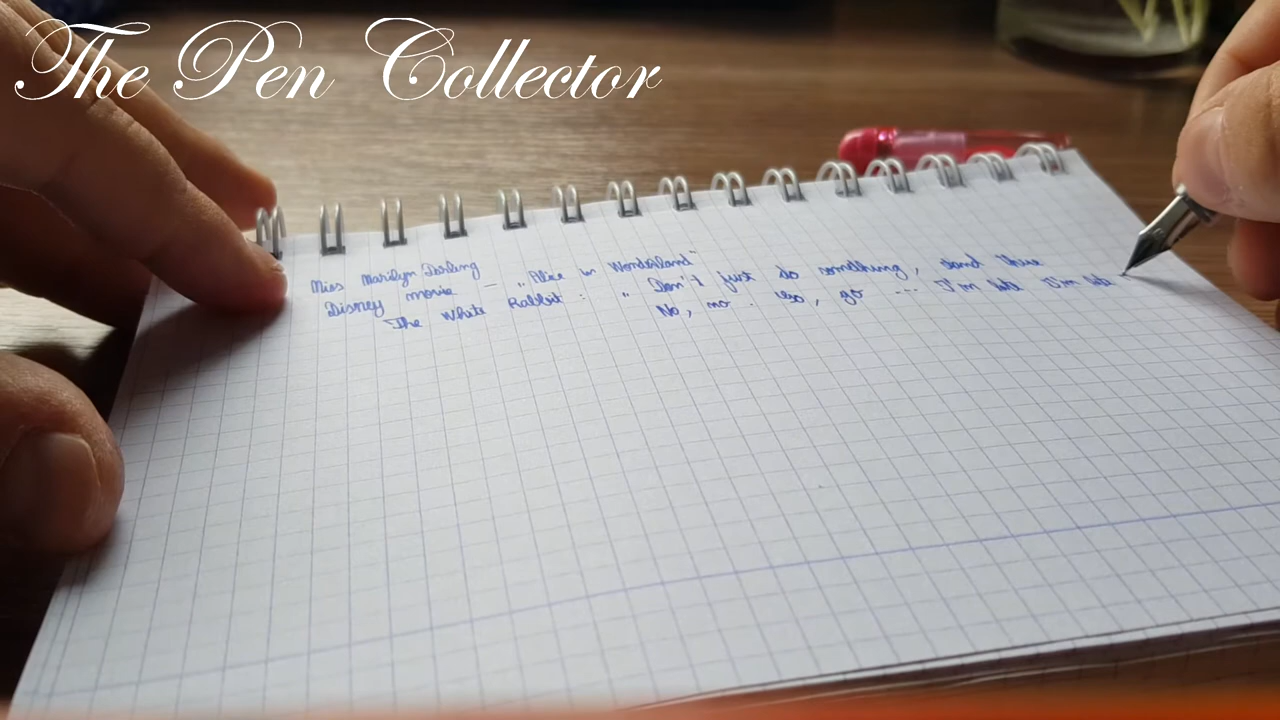 The Pen Collector
Miss Marilyn Darling
Disney movie - "Alice in Wonderland"
The White Rabbit: "Don't just do something, stand there
No, no. Go, go ... I'm late I'm late